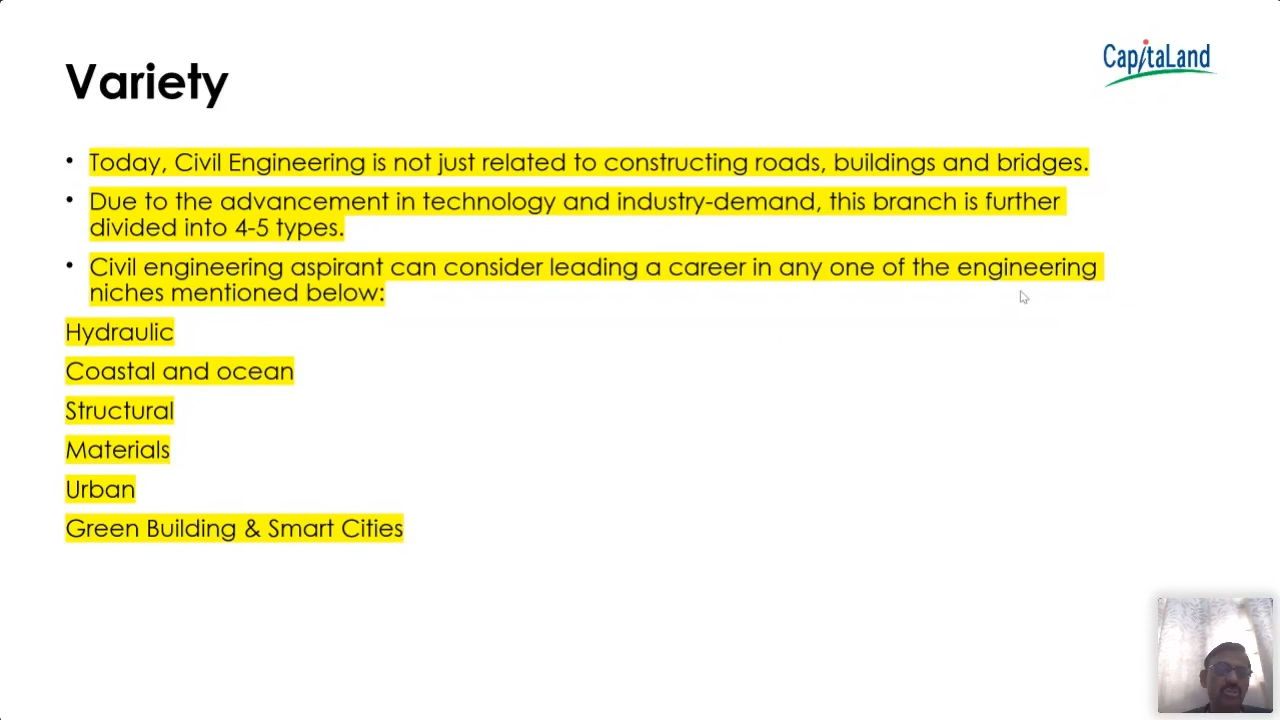 CapitaLand
Variety
• Today, Civil Engineering is not just related to constructing roads, buildings and bridges.
• Due to the advancement in technology and industry-demand, this branch is further
divided into 4-5 types.
• Civil engineering aspirant can consider leading a career in any one of the engineering
niches mentioned below:
Hydraulic
Coastal and ocean
Structural
Materials
Urban
Green Building & Smart Cities